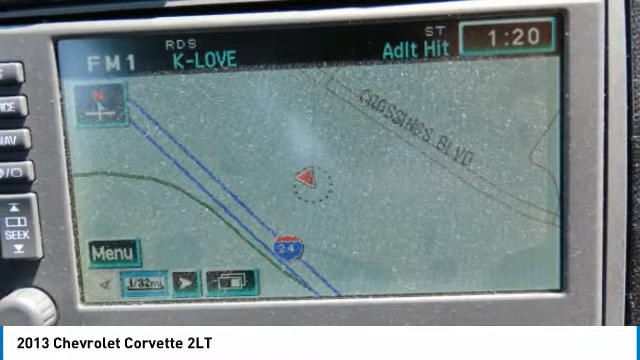 FM1
RDS
K-LOVE
ST
Adlt Hit
1:20
N
CROSSINGS BLVD
NAV
SEEK
24
Menu
1/32mi
2013 Chevrolet Corvette 2LT